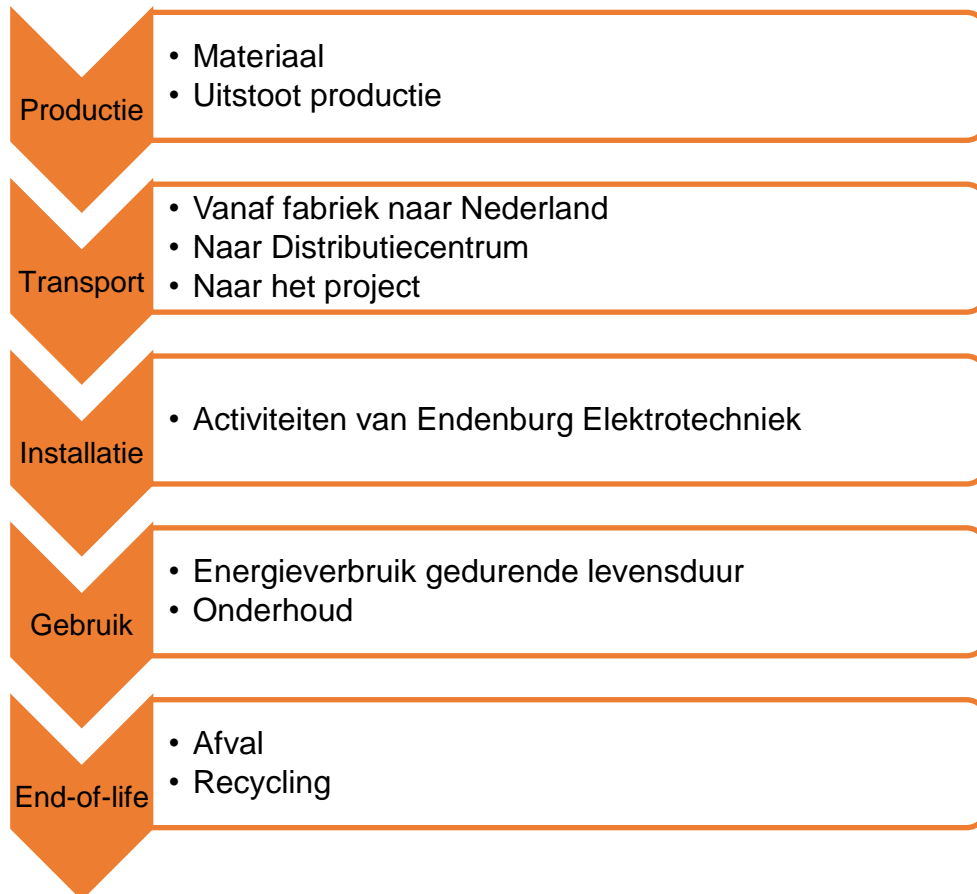 Productie
• Materiaal
• Uitstoot productie
Transport
• Vanaf fabriek naar Nederland
• Naar Distributiecentrum
• Naar het project
Installatie
• Activiteiten van Endenburg Elektrotechniek
Gebruik
• Energieverbruik gedurende levensduur
• Onderhoud
End-of-life
• Afval
• Recycling